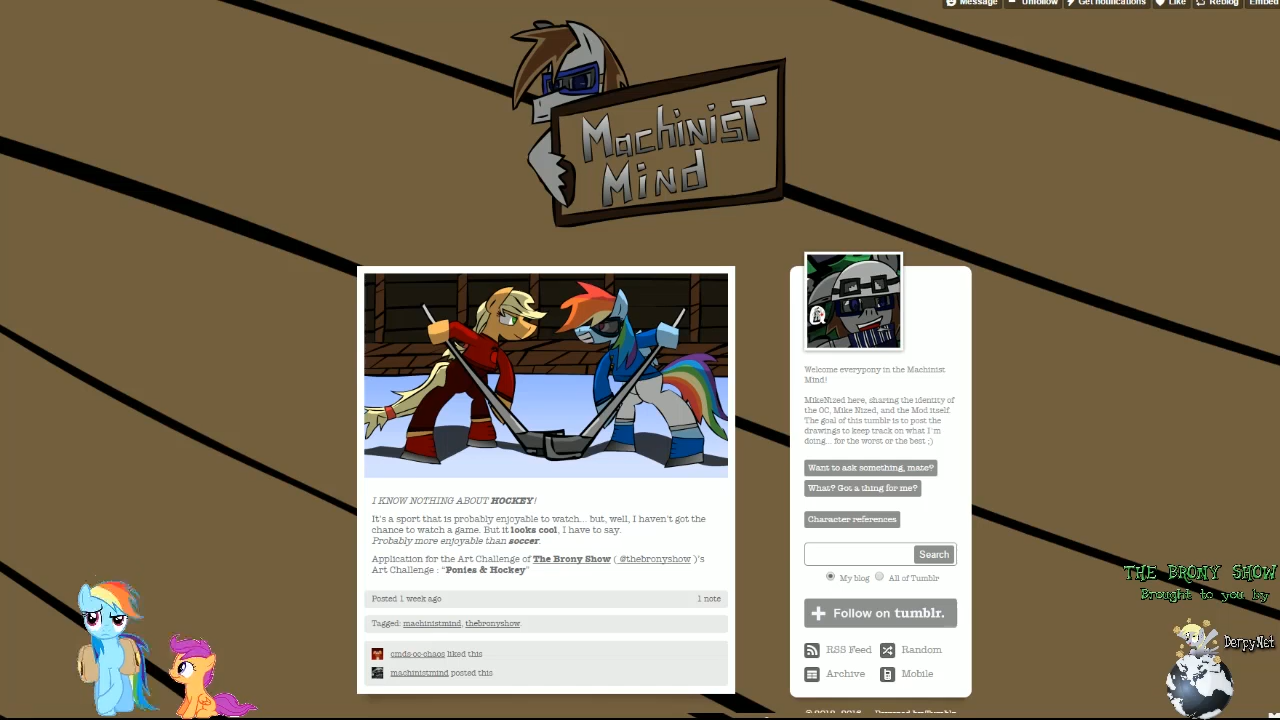 Message
Unfollow
Get notifications
Like
Reblog
Embed
Machinist
Mind
Welcome everypony in the Machinist
Mind!
MikeNized here, sharing the identity of
the OC, Mike Nized, and the Mod itself.
The goal of this tumblr is to post the
drawings to keep track on what I'm
doing... for the worst or the best ;)
Want to ask something, mate?
What? Got a thing for me?
Character references
Search
My blog
All of Tumblr
Follow on tumblr.
RSS Feed
Random
Archive
Mobile
I KNOW NOTHING ABOUT HOCKEY!
It's a sport that is probably enjoyable to watch... but, well, I haven't got the
chance to watch a game. But it looks cool, I have to say.
Probably more enjoyable than soccer.
Application for the Art Challenge of The Brony Show ( @thebronyshow )'s
Art Challenge : "Ponies & Hockey"
Posted 1 week ago
1 note
Tagged: machinistmind, thebronyshow.
cmds-oc-chaos liked this
machinistmind posted this
THE BRONY SHOW
Brought to you by
DerpyNet